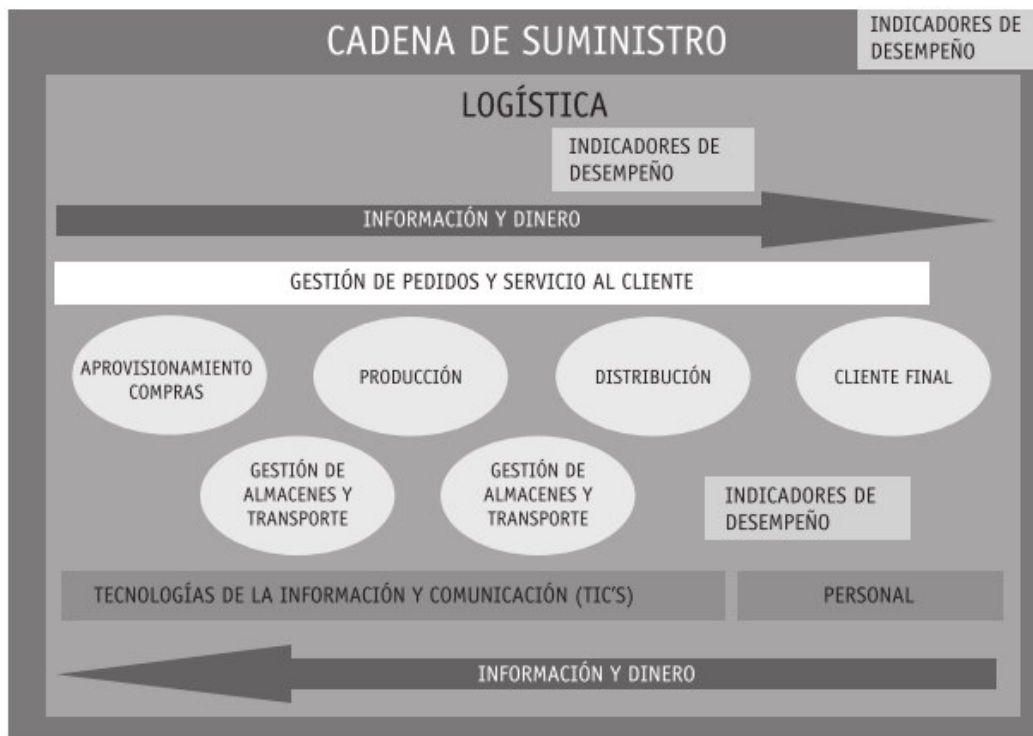 CADENA DE SUMINISTRO
INDICADORES DE
DESEMPEÑO
LOGÍSTICA
INDICADORES DE
DESEMPEÑO
INFORMACIÓN Y DINERO
GESTIÓN DE PEDIDOS Y SERVICIO AL CLIENTE
APROVISIONAMIENTO
COMPRAS
PRODUCCIÓN
DISTRIBUCIÓN
CLIENTE FINAL
GESTIÓN DE
ALMACENES Y
TRANSPORTE
GESTIÓN DE
ALMACENES Y
TRANSPORTE
INDICADORES DE
DESEMPEÑO
TECNOLOGÍAS DE LA INFORMACIÓN Y COMUNICACIÓN (TIC'S)
PERSONAL
INFORMACIÓN Y DINERO